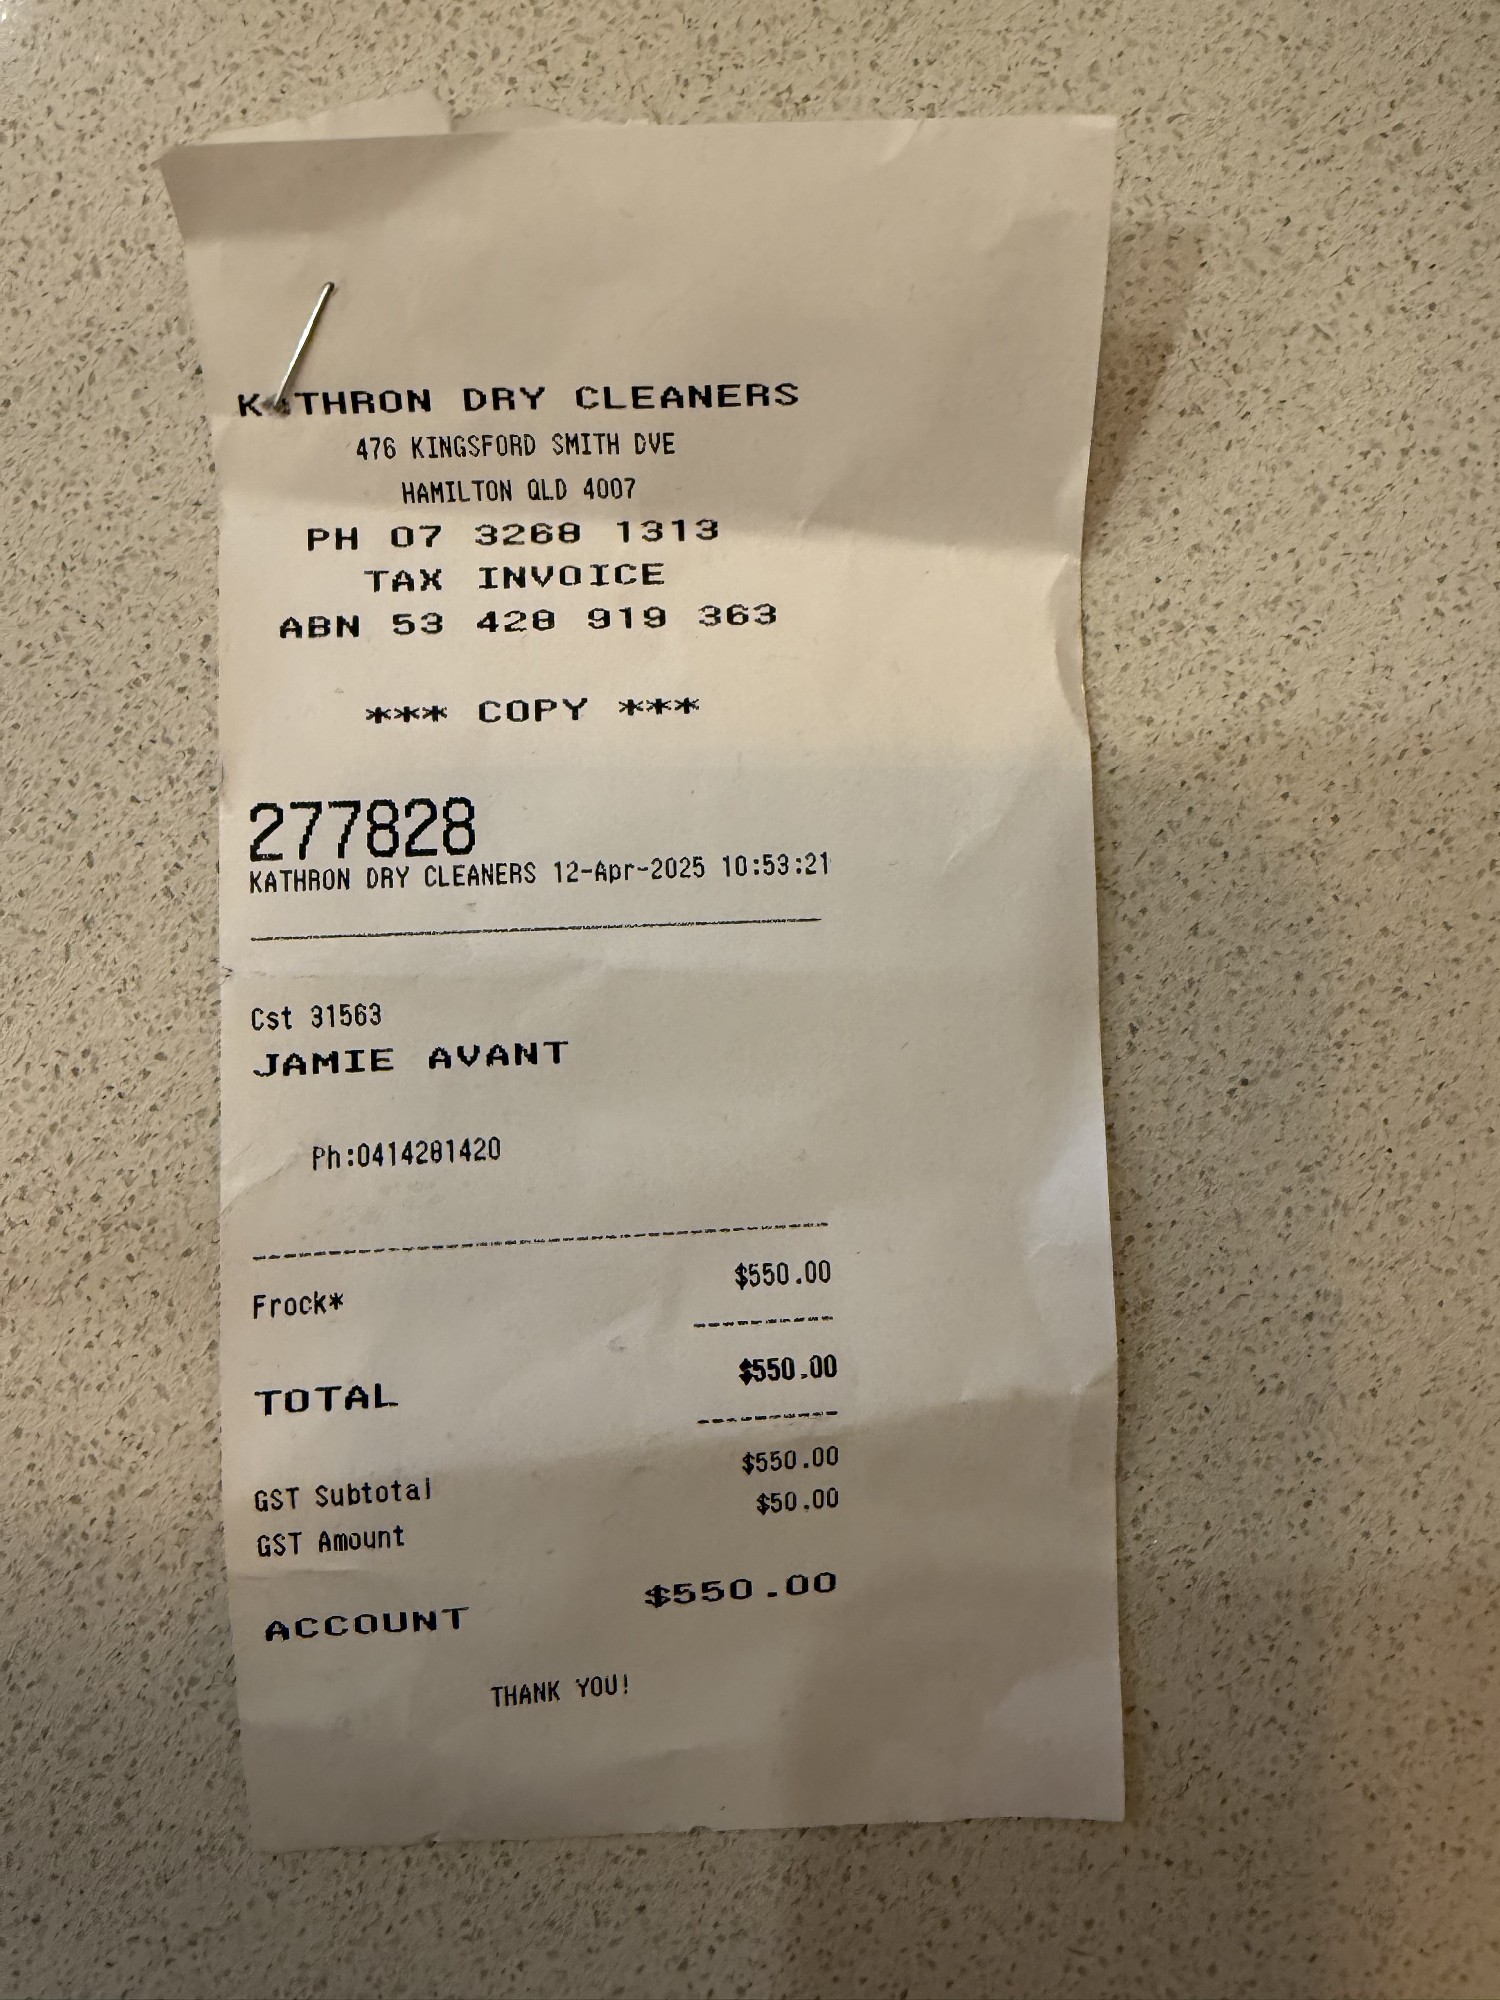 KATHRON DRY CLEANERS
476 KINGSFORD SMITH DVE
HAMILTON QLD 4007
PH 07 3268 1313
TAX INVOICE
ABN 53 428 919 363
*** COPY ***
277828
KATHRON DRY CLEANERS 12-Apr-2025 10:53:21
Cst 31563
JAMIE AVANT
Ph:0414281420
Frock* $550.00
TOTAL $550.00
GST Subtotal $550.00
GST Amount $50.00
ACCOUNT $550.00
THANK YOU!